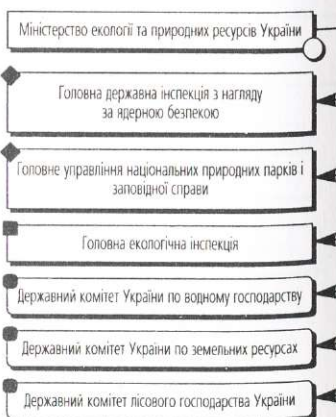 Міністерство екології та природних ресурсів України
Головна державна інспекція з нагляду
за ядерною безпекою
Головне управління національних природних парків і
заповідної справи
Головна екологічна інспекція
Державний комітет України по водному господарству
Державний комітет України по земельних ресурсах
Державний комітет лісового господарства України